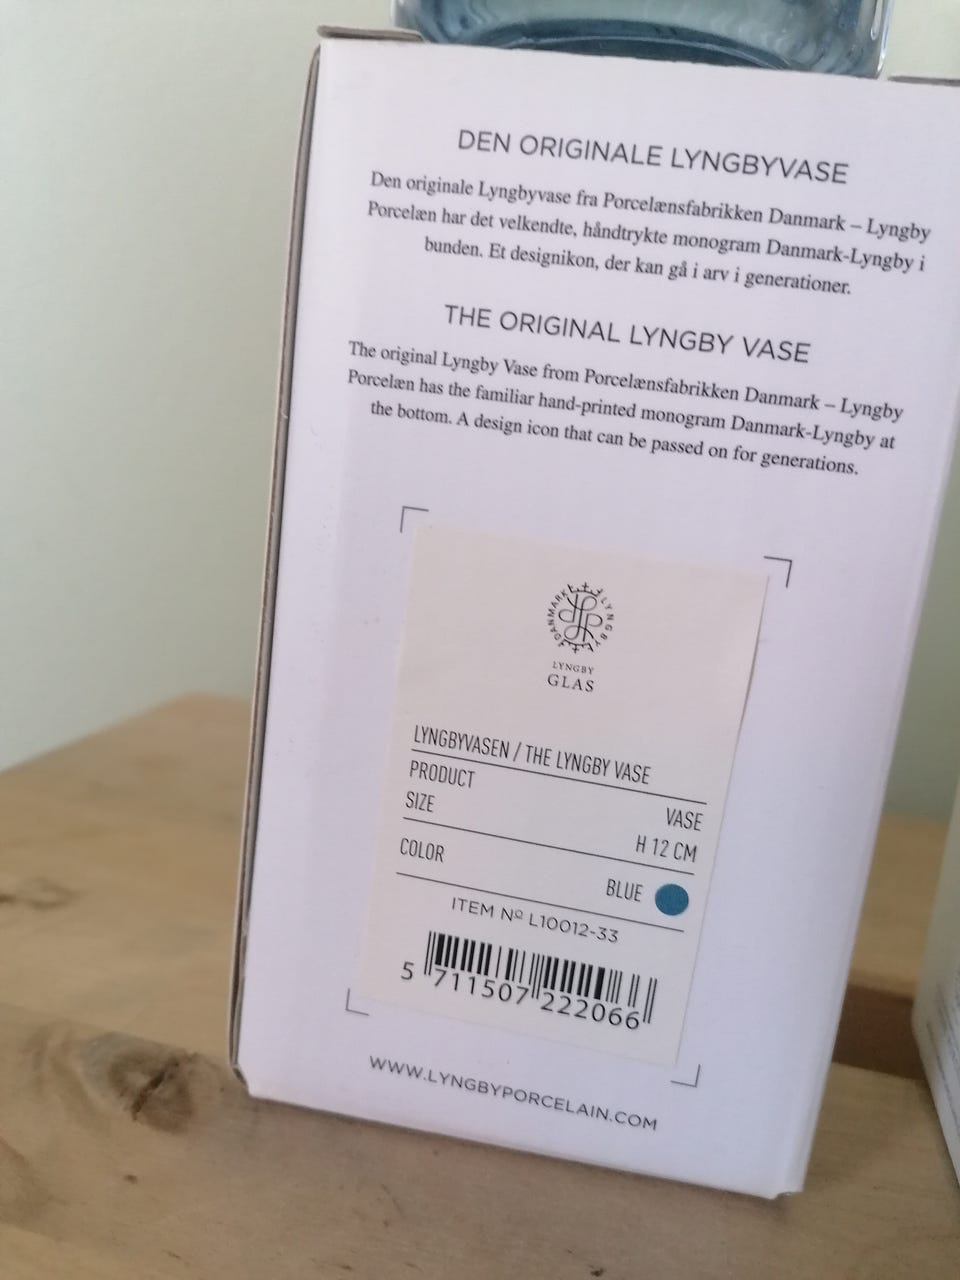 DEN ORIGINALE LYNGBYVASE
Den originale Lyngbyvase fra Porcelænsfabrikken Danmark – Lyngby
Porcelæn har det velkendte, håndtrykte monogram Danmark-Lyngby i
bunden. Et designikon, der kan gå i arv i generationer.
THE ORIGINAL LYNGBY VASE
The original Lyngby Vase from Porcelænsfabrikken Danmark – Lyngby
Porcelæn has the familiar hand-printed monogram Danmark-Lyngby at
the bottom. A design icon that can be passed on for generations.
DANMARK LYNGBY
LYNGBY
GLAS
LYNGBYVASEN / THE LYNGBY VASE
PRODUCT VASE
SIZE H 12 CM
COLOR BLUE
ITEM Nº L10012-33
5 711507 222066
WWW.LYNGBYPORCELAIN.COM